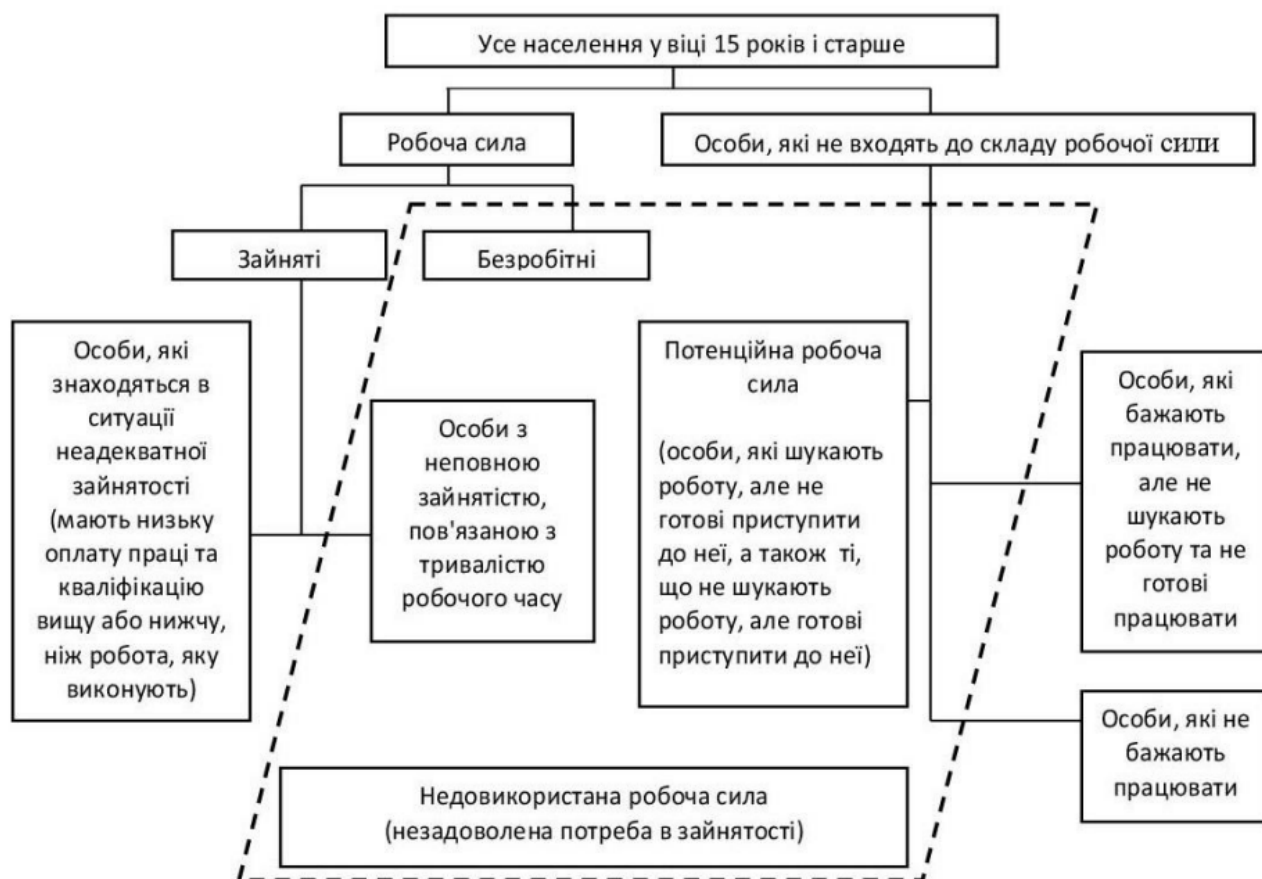 Усе населення у віці 15 років і старше
Робоча сила
Особи, які не входять до складу робочої сили
Зайняті
Безробітні
Особи, які
знаходяться в
ситуації
неадекватної
зайнятості
(мають низьку
оплату праці та
кваліфікацію
вищу або нижчу,
ніж робота, яку
виконують)
Особи з
неповною
зайнятістю,
пов'язаною з
тривалістю
робочого часу
Потенційна робоча
сила
(особи, які шукають
роботу, але не
готові приступити
до неї, а також ті,
що не шукають
роботу, але готові
приступити до неї)
Особи, які
бажають
працювати,
але не
шукають
роботу та не
готові
працювати
Особи, які не
бажають
працювати
Недовикористана робоча сила
(незадоволена потреба в зайнятості)